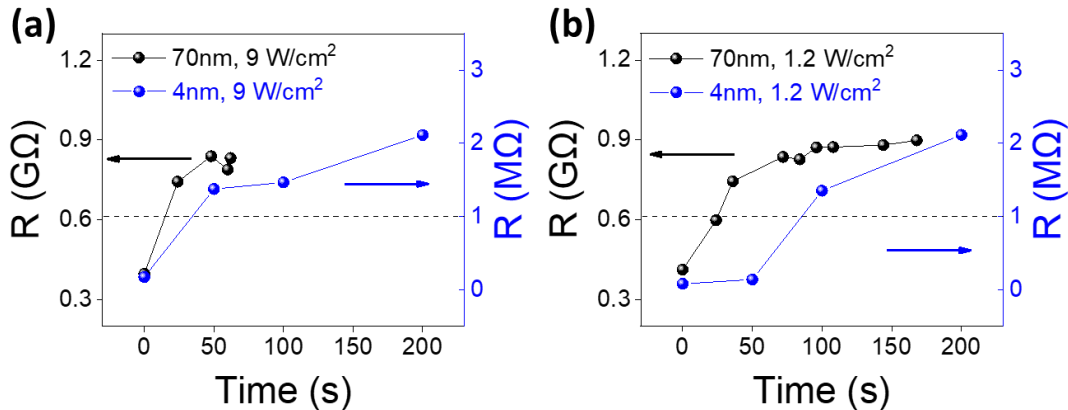 (a)
70nm, 9 W/cm²
4nm, 9 W/cm²
R (GΩ)
1.2
0.9
0.6
0.3
3
2
1
0
R (MΩ)
0 50 100 150 200
Time (s)
(b)
70nm, 1.2 W/cm²
4nm, 1.2 W/cm²
R (GΩ)
1.2
0.9
0.6
0.3
3
2
1
0
R (MΩ)
0 50 100 150 200
Time (s)